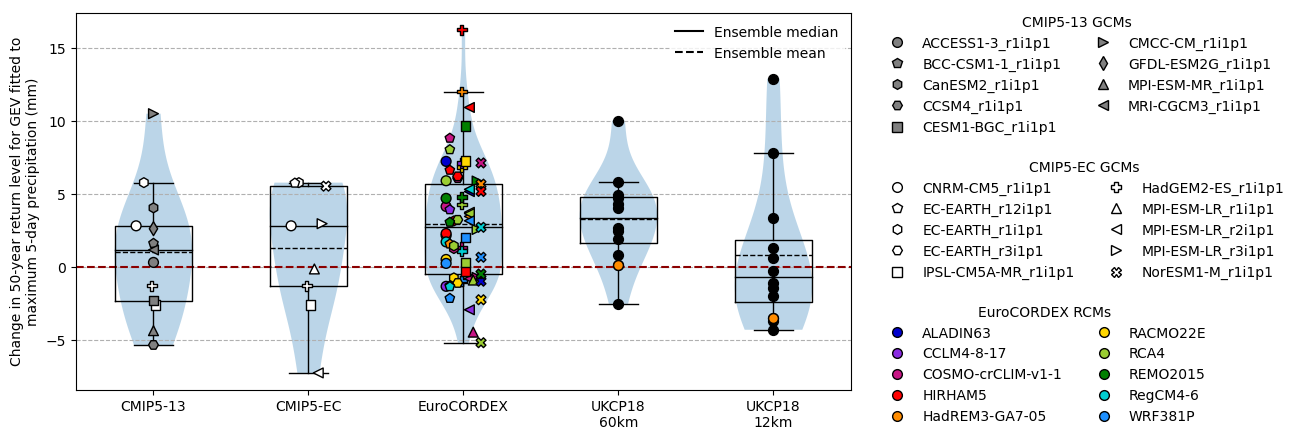 Change in 50-year return level for GEV fitted to
maximum 5-day precipitation (mm)
15
10
5
0
−5
Ensemble median
Ensemble mean
CMIP5-13
CMIP5-EC
EuroCORDEX
UKCP18
60km
UKCP18
12km
CMIP5-13 GCMs
ACCESS1-3_r1i1p1
BCC-CSM1-1_r1i1p1
CanESM2_r1i1p1
CCSM4_r1i1p1
CESM1-BGC_r1i1p1
CMCC-CM_r1i1p1
GFDL-ESM2G_r1i1p1
MPI-ESM-MR_r1i1p1
MRI-CGCM3_r1i1p1
CMIP5-EC GCMs
CNRM-CM5_r1i1p1
EC-EARTH_r12i1p1
EC-EARTH_r1i1p1
EC-EARTH_r3i1p1
IPSL-CM5A-MR_r1i1p1
HadGEM2-ES_r1i1p1
MPI-ESM-LR_r1i1p1
MPI-ESM-LR_r2i1p1
MPI-ESM-LR_r3i1p1
NorESM1-M_r1i1p1
EuroCORDEX RCMs
ALADIN63
CCLM4-8-17
COSMO-crCLIM-v1-1
HIRHAM5
HadREM3-GA7-05
RACMO22E
RCA4
REMO2015
RegCM4-6
WRF381P